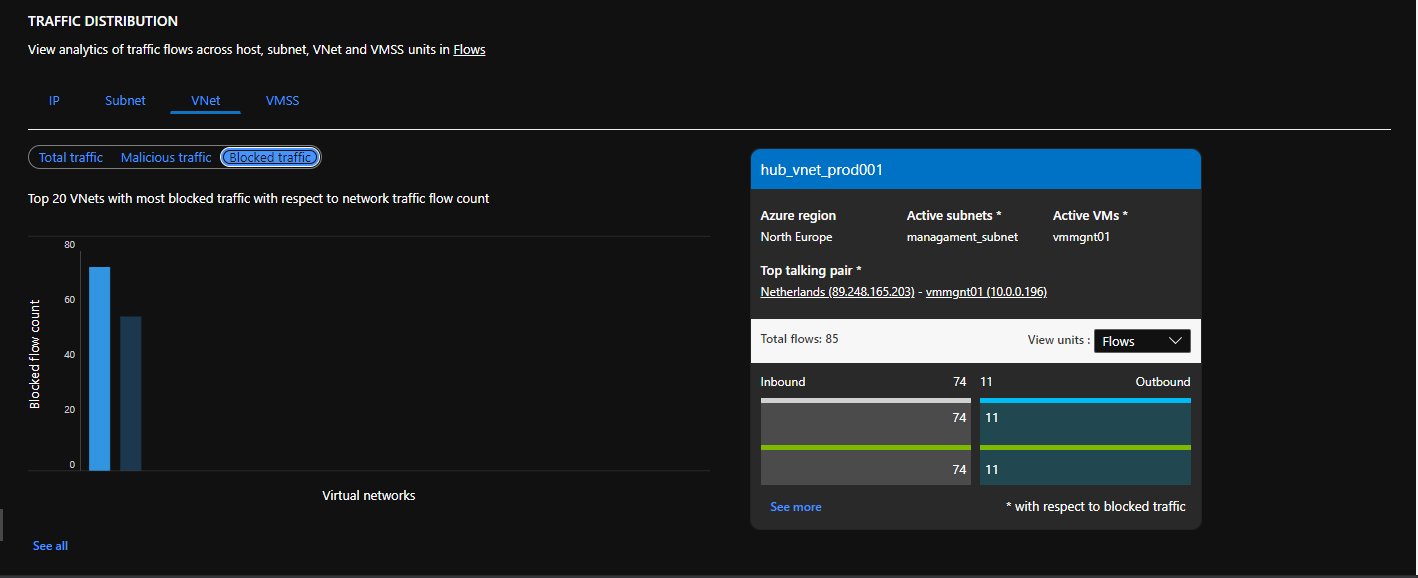 TRAFFIC DISTRIBUTION
View analytics of traffic flows across host, subnet, VNet and VMSS units in Flows
IP Subnet VNet VMSS
Total traffic Malicious traffic Blocked traffic
Top 20 VNets with most blocked traffic with respect to network traffic flow count
80
60
40
20
0
Blocked flow count
Virtual networks
See all
hub_vnet_prod001
Azure region Active subnets * Active VMs *
North Europe managament_subnet vmmgnt01
Top talking pair *
Netherlands (89.248.165.203) - vmmgnt01 (10.0.0.196)
Total flows: 85 View units : Flows
Inbound 74 11 Outbound
74 11
74 11
See more * with respect to blocked traffic